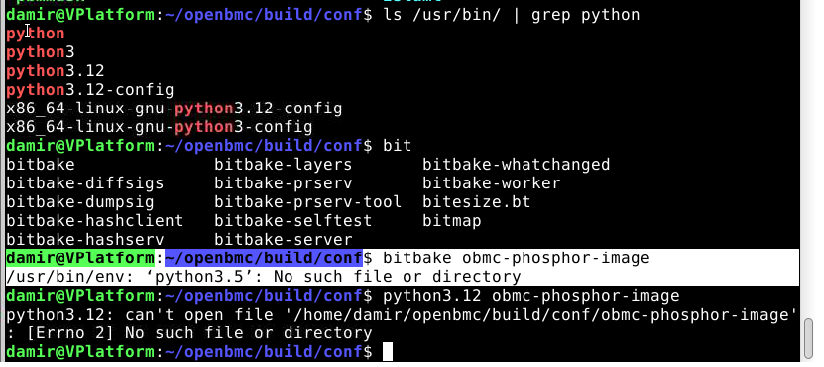 damir@VPlatform:~/openbmc/build/conf$ ls /usr/bin/ | grep python
python
python3
python3.12
python3.12-config
x86_64-linux-gnu-python3.12-config
x86_64-linux-gnu-python3-config
damir@VPlatform:~/openbmc/build/conf$ bit
bitbake bitbake-layers bitbake-whatchanged
bitbake-diffsigs bitbake-prserv bitbake-worker
bitbake-dumpsig bitbake-prserv-tool bitesize.bt
bitbake-hashclient bitbake-selftest bitmap
bitbake-hashserv bitbake-server
damir@VPlatform:~/openbmc/build/conf$ bitbake obmc-phosphor-image
/usr/bin/env: ‘python3.5’: No such file or directory
damir@VPlatform:~/openbmc/build/conf$ python3.12 obmc-phosphor-image
python3.12: can't open file '/home/damir/openbmc/build/conf/obmc-phosphor-image'
: [Errno 2] No such file or directory
damir@VPlatform:~/openbmc/build/conf$